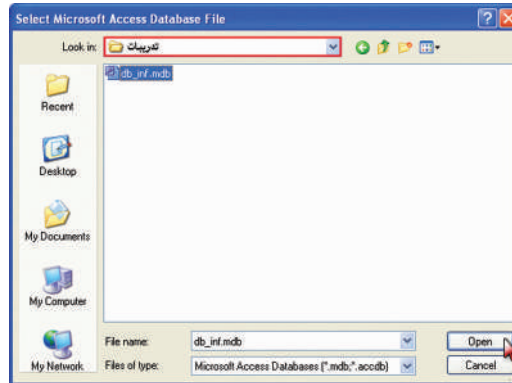 Select Microsoft Access Database File
Look in: تدريبات
db_inf.mdb
Recent
Desktop
My Documents
My Computer
My Network
File name: db_inf.mdb Open
Files of type: Microsoft Access Databases (*.mdb;*.accdb) Cancel